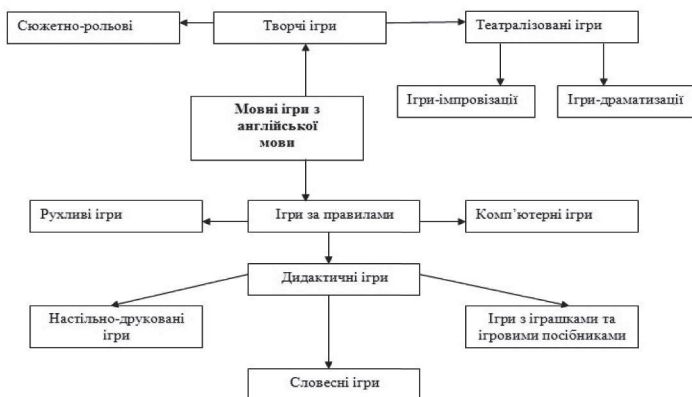 Сюжетно-рольові
Творчі ігри
Театралізовані ігри
Ігри-імпровізації
Ігри-драматизації
Мовні ігри з
англійської
мови
Рухливі ігри
Ігри за правилами
Комп’ютерні ігри
Дидактичні ігри
Настільно-друковані
ігри
Ігри з іграшками та
ігровими посібниками
Словесні ігри